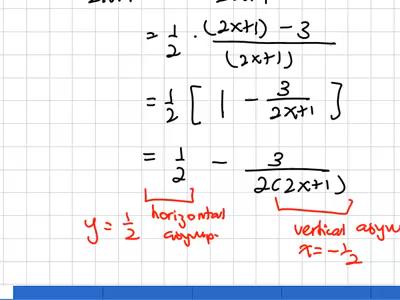 = 1/2 · ((2x+1) - 3)/(2x+1)
= 1/2 [ 1 - 3/(2x+1) ]
= 1/2 - 3/(2(2x+1))
y = 1/2 horizontal
asymp.
vertical asym
x = -1/2